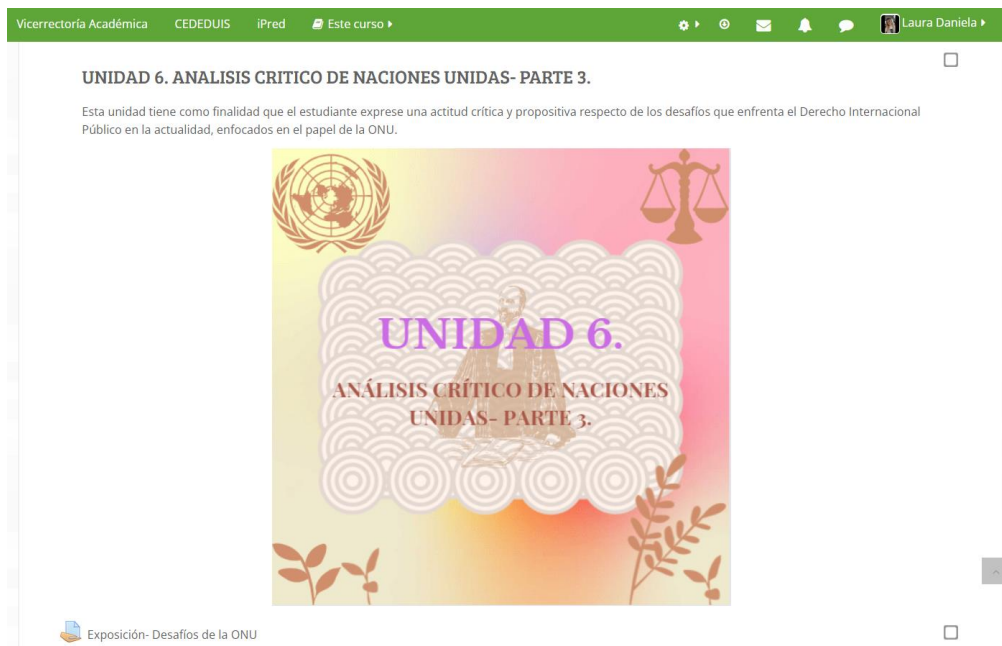 Vicerrectoría Académica CEDEDUIS iPred Este curso Laura Daniela
UNIDAD 6. ANALISIS CRITICO DE NACIONES UNIDAS- PARTE 3.
Esta unidad tiene como finalidad que el estudiante exprese una actitud crítica y propositiva respecto de los desafíos que enfrenta el Derecho Internacional
Público en la actualidad, enfocados en el papel de la ONU.
UNIDAD 6.
ANÁLISIS CRÍTICO DE NACIONES
UNIDAS- PARTE 3.
Exposición- Desafíos de la ONU